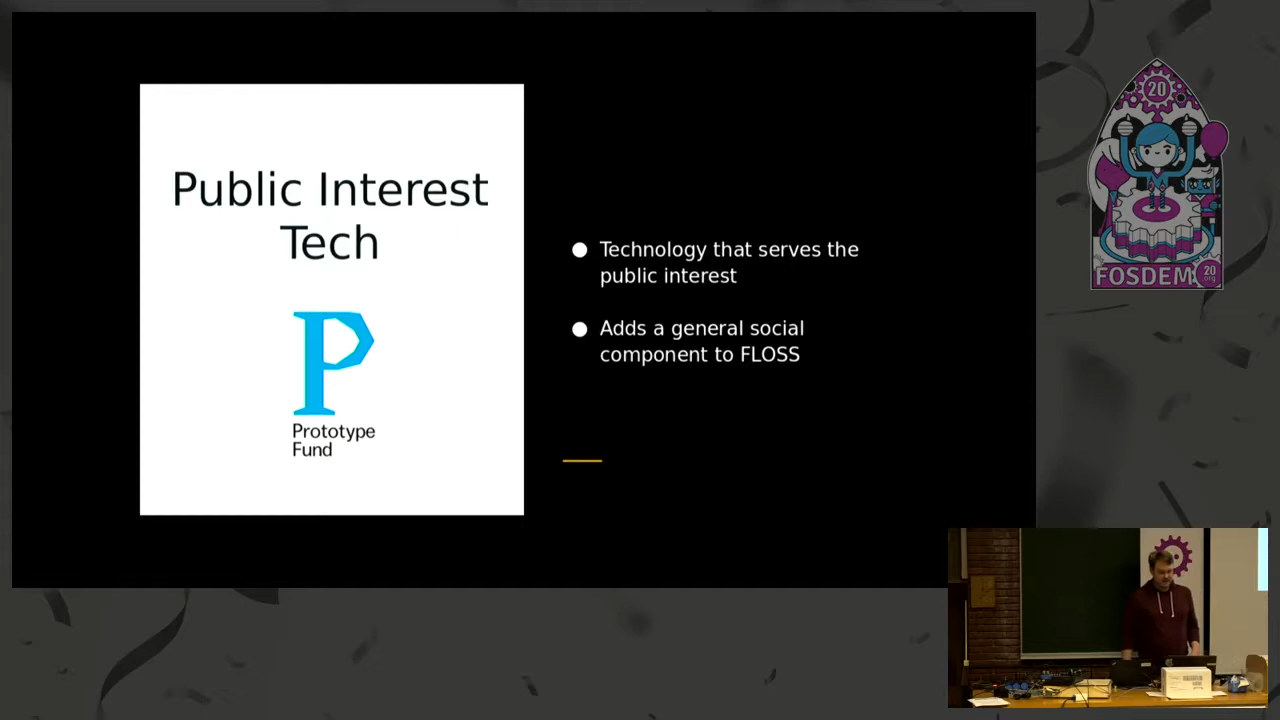 Public Interest
Tech
Prototype
Fund
● Technology that serves the
public interest
● Adds a general social
component to FLOSS
20
FOSDEM
20
org